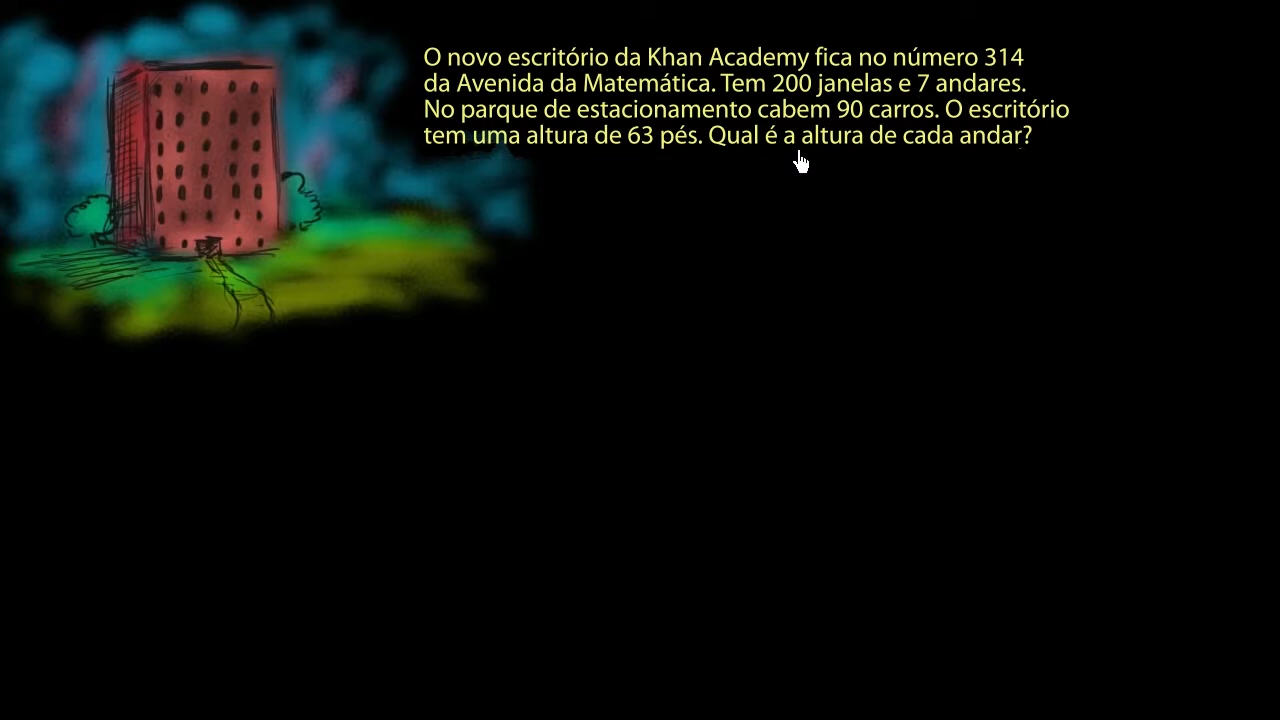 O novo escritório da Khan Academy fica no número 314
da Avenida da Matemática. Tem 200 janelas e 7 andares.
No parque de estacionamento cabem 90 carros. O escritório
tem uma altura de 63 pés. Qual é a altura de cada andar?